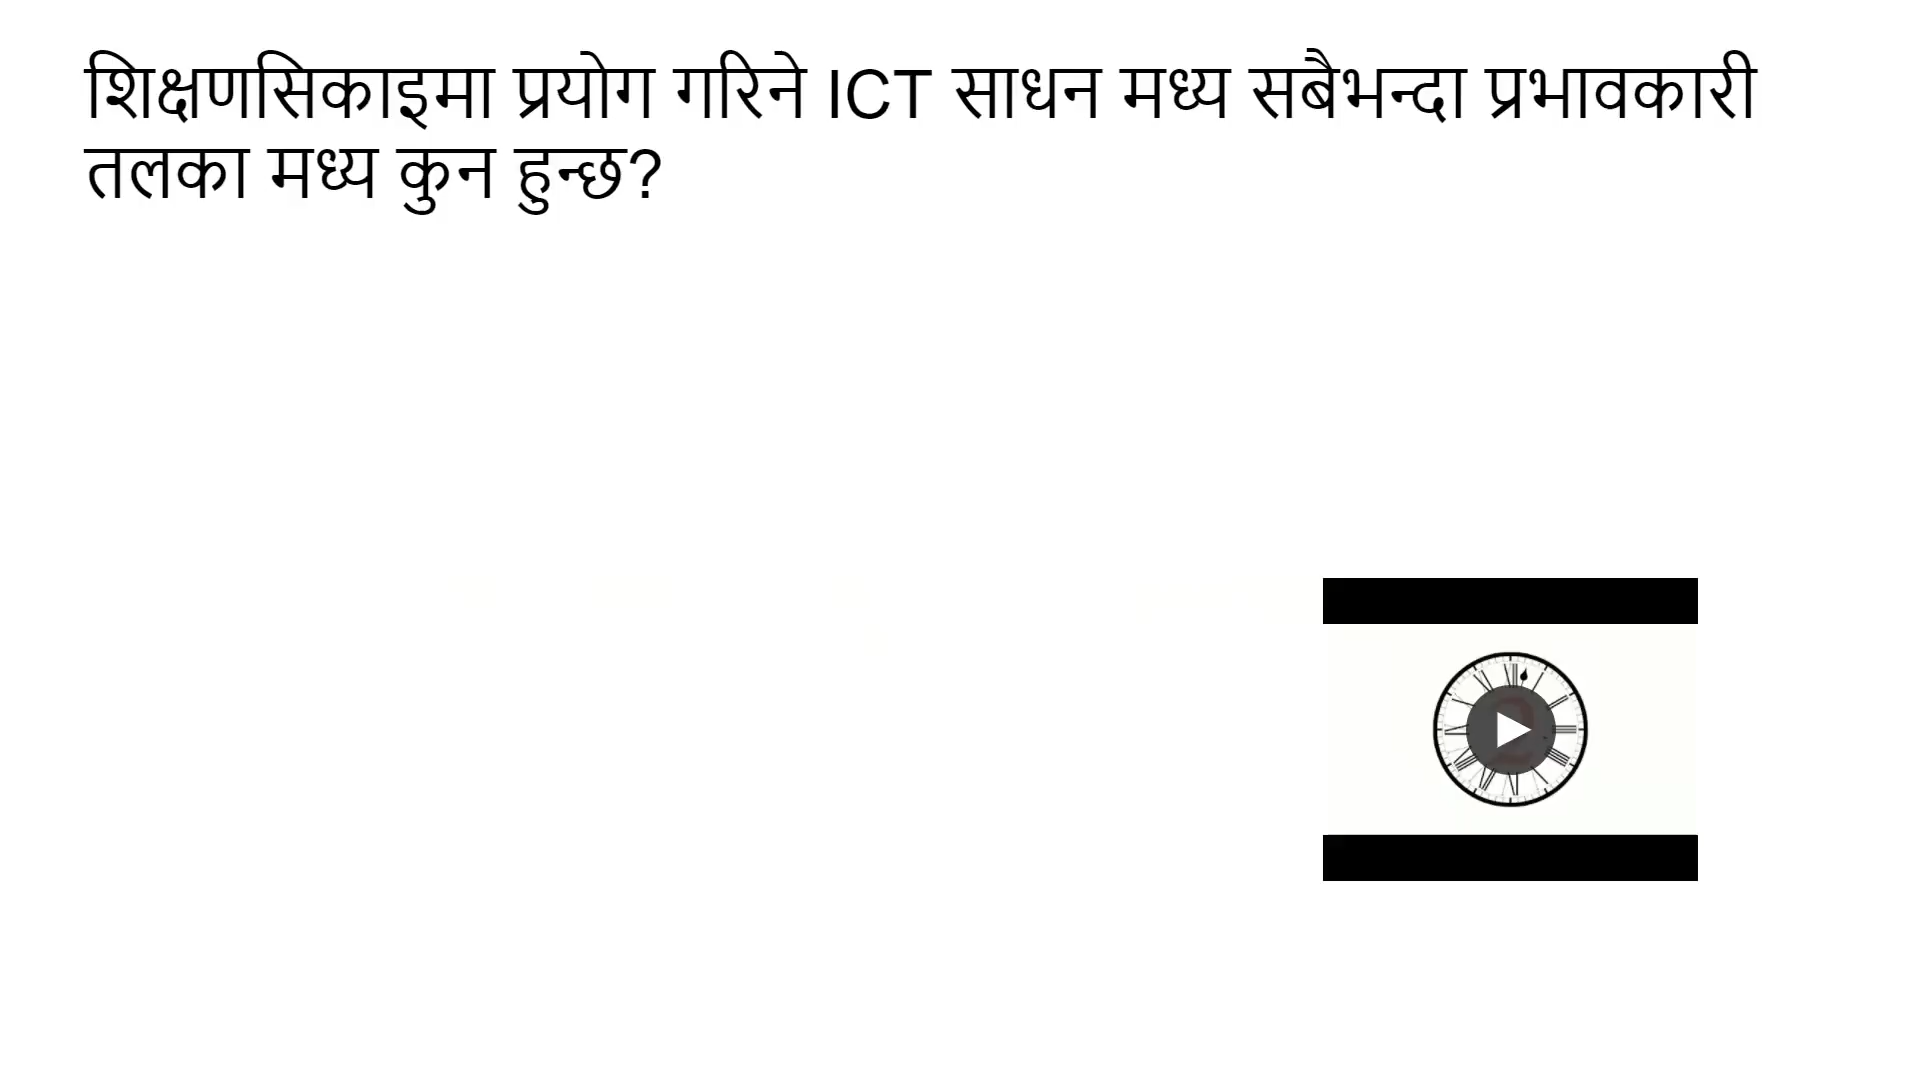 शिक्षणसिकाइमा प्रयोग गरिने ICT साधन मध्य सबैभन्दा प्रभावकारी
तलका मध्य कुन हुन्छ?